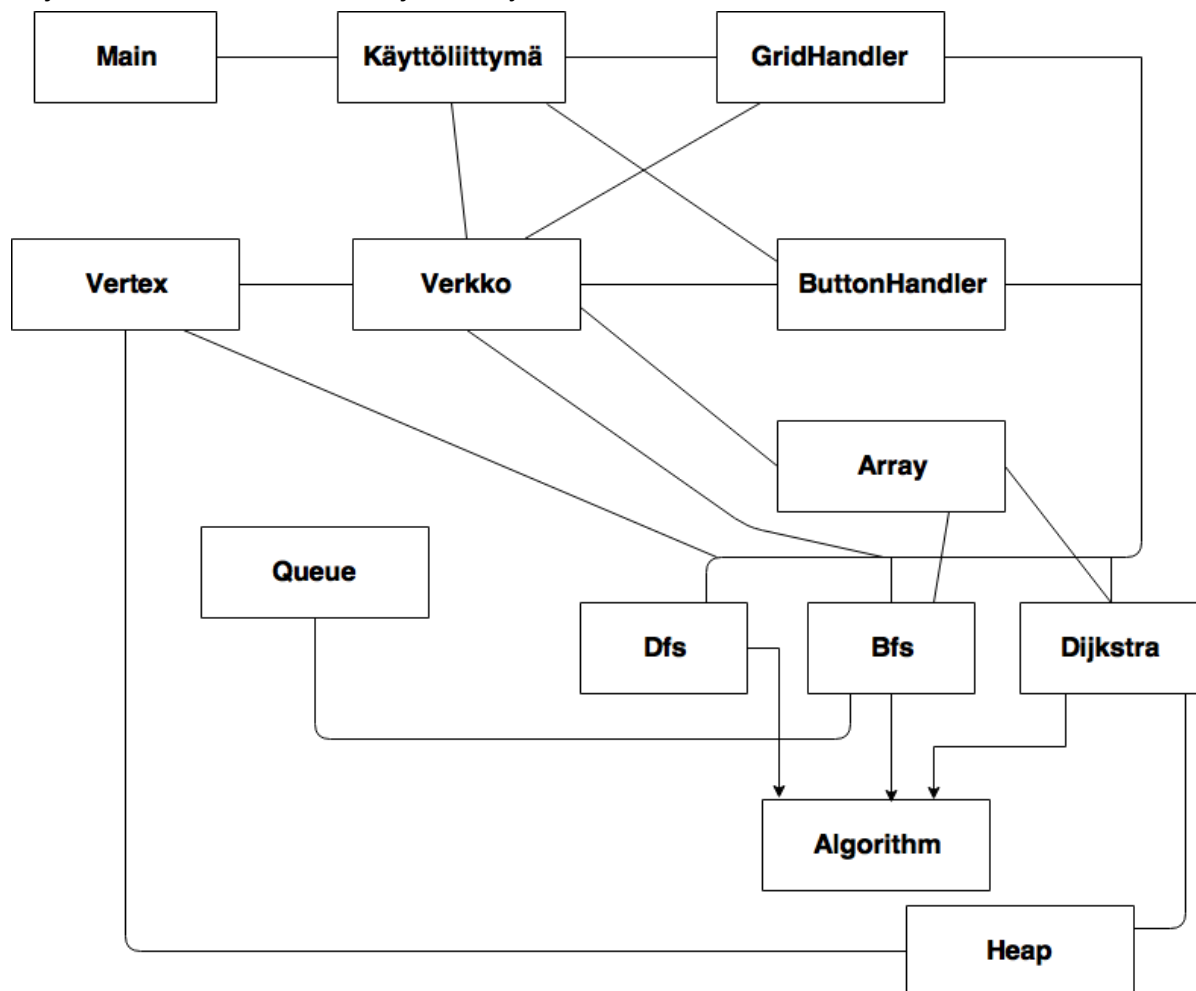 Main
Käyttöliittymä
GridHandler
Vertex
Verkko
ButtonHandler
Array
Queue
Dfs
Bfs
Dijkstra
Algorithm
Heap